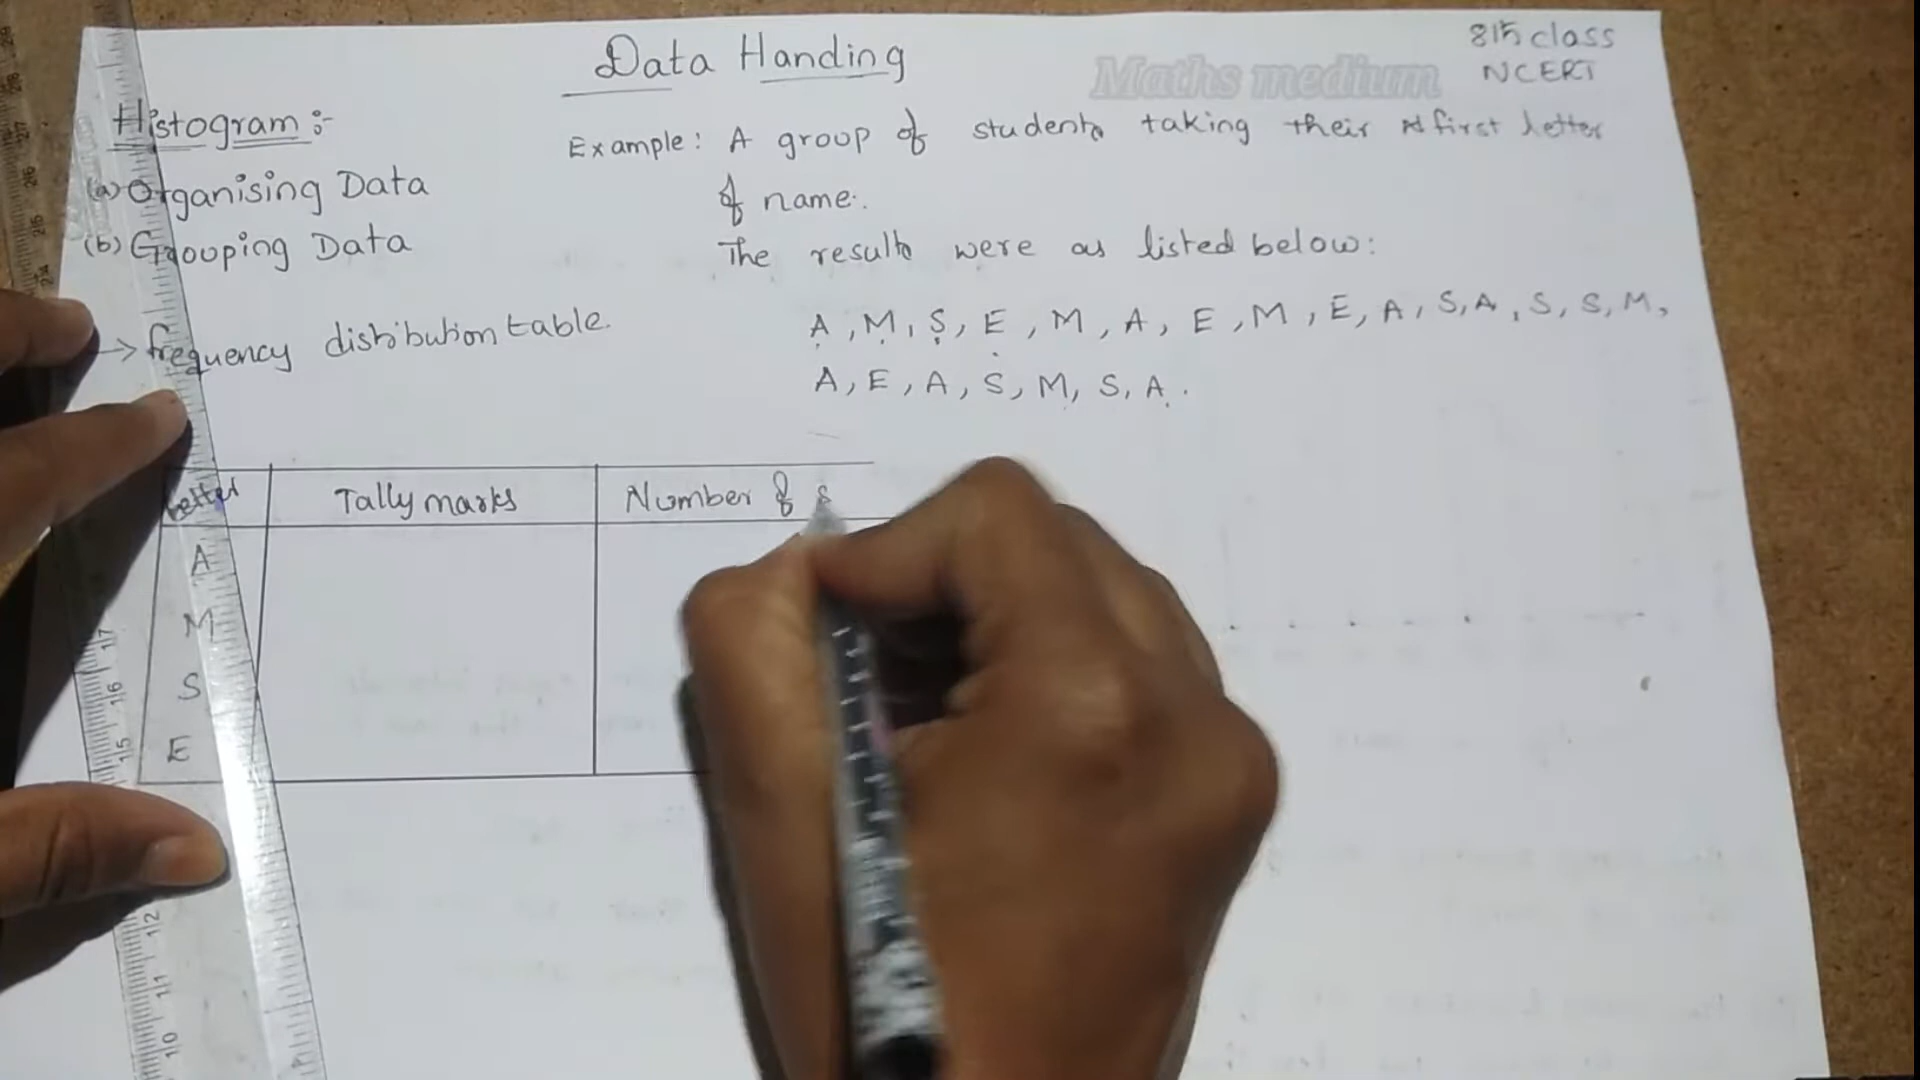 Data Handing
8th class
NCERT
Maths medium
Histogram :-
(a) Organising Data
(b) Grouping Data
→ frequency distribution table.
Example: A group of students taking their first letter
of name.
The results were as listed below:
A, M, S, E, M, A, E, M, E, A, S, A, S, S, M,
A, E, A, S, M, S, A.
Letter Tally marks Number of s
A
M
S
E
17
16
15
12
11
10